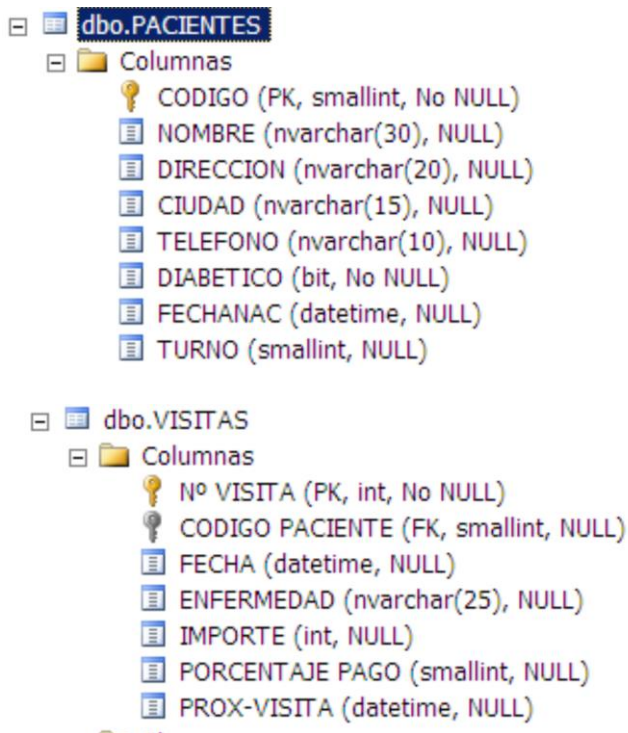 dbo.PACIENTES
Columnas
CODIGO (PK, smallint, No NULL)
NOMBRE (nvarchar(30), NULL)
DIRECCION (nvarchar(20), NULL)
CIUDAD (nvarchar(15), NULL)
TELEFONO (nvarchar(10), NULL)
DIABETICO (bit, No NULL)
FECHANAC (datetime, NULL)
TURNO (smallint, NULL)
dbo.VISITAS
Columnas
Nº VISITA (PK, int, No NULL)
CODIGO PACIENTE (FK, smallint, NULL)
FECHA (datetime, NULL)
ENFERMEDAD (nvarchar(25), NULL)
IMPORTE (int, NULL)
PORCENTAJE PAGO (smallint, NULL)
PROX-VISITA (datetime, NULL)